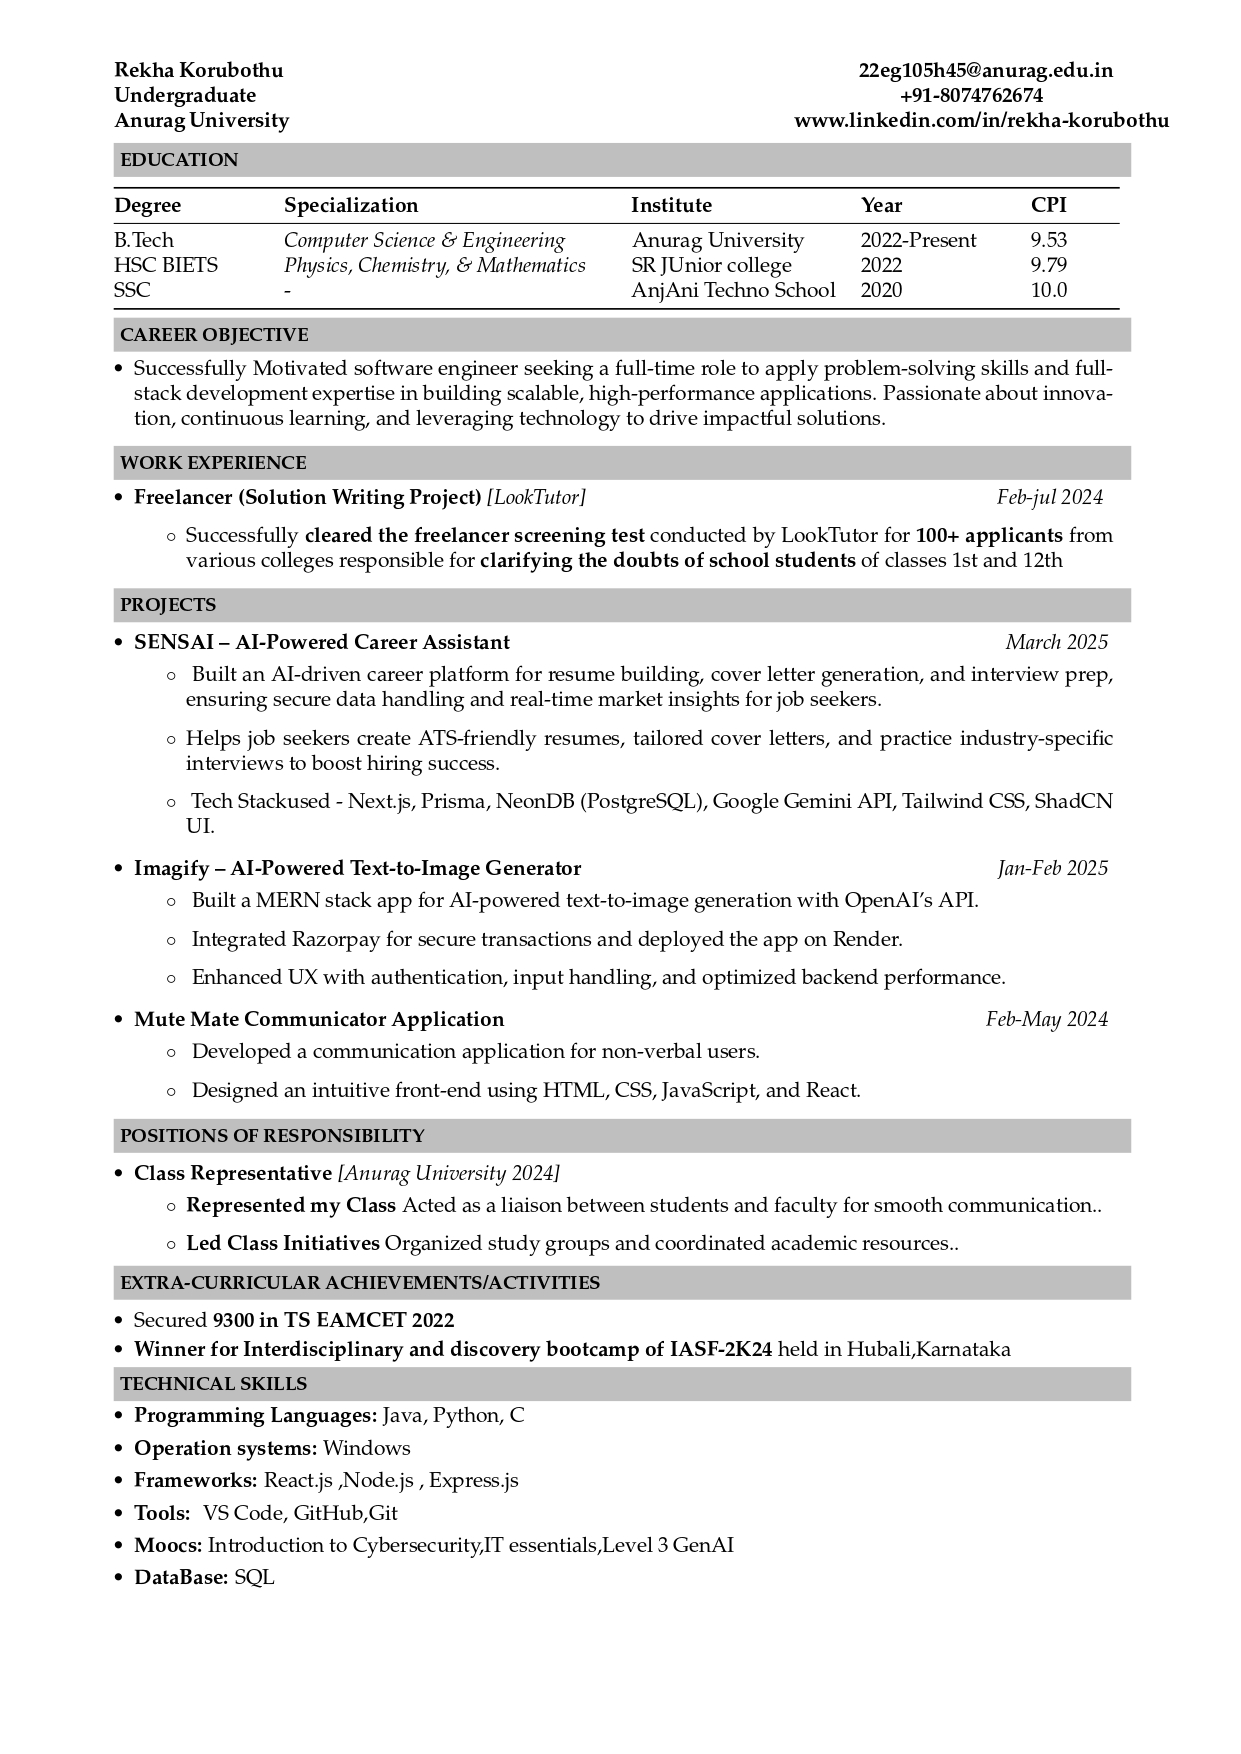 Rekha Korubothu 22eg105h45@anurag.edu.in
Undergraduate +91-8074762674
Anurag University www.linkedin.com/in/rekha-korubothu
EDUCATION
Degree Specialization Institute Year CPI
B.Tech Computer Science & Engineering Anurag University 2022-Present 9.53
HSC BIETS Physics, Chemistry, & Mathematics SR JUnior college 2022 9.79
SSC - AnjAni Techno School 2020 10.0
CAREER OBJECTIVE
• Successfully Motivated software engineer seeking a full-time role to apply problem-solving skills and full-
stack development expertise in building scalable, high-performance applications. Passionate about innova-
tion, continuous learning, and leveraging technology to drive impactful solutions.
WORK EXPERIENCE
• Freelancer (Solution Writing Project) [LookTutor] Feb-jul 2024
○ Successfully cleared the freelancer screening test conducted by LookTutor for 100+ applicants from
various colleges responsible for clarifying the doubts of school students of classes 1st and 12th
PROJECTS
• SENSAI – AI-Powered Career Assistant March 2025
○ Built an AI-driven career platform for resume building, cover letter generation, and interview prep,
ensuring secure data handling and real-time market insights for job seekers.
○ Helps job seekers create ATS-friendly resumes, tailored cover letters, and practice industry-specific
interviews to boost hiring success.
○ Tech Stackused - Next.js, Prisma, NeonDB (PostgreSQL), Google Gemini API, Tailwind CSS, ShadCN
UI.
• Imagify – AI-Powered Text-to-Image Generator Jan-Feb 2025
○ Built a MERN stack app for AI-powered text-to-image generation with OpenAI's API.
○ Integrated Razorpay for secure transactions and deployed the app on Render.
○ Enhanced UX with authentication, input handling, and optimized backend performance.
• Mute Mate Communicator Application Feb-May 2024
○ Developed a communication application for non-verbal users.
○ Designed an intuitive front-end using HTML, CSS, JavaScript, and React.
POSITIONS OF RESPONSIBILITY
• Class Representative [Anurag University 2024]
○ Represented my Class Acted as a liaison between students and faculty for smooth communication..
○ Led Class Initiatives Organized study groups and coordinated academic resources..
EXTRA-CURRICULAR ACHIEVEMENTS/ACTIVITIES
• Secured 9300 in TS EAMCET 2022
• Winner for Interdisciplinary and discovery bootcamp of IASF-2K24 held in Hubali,Karnataka
TECHNICAL SKILLS
• Programming Languages: Java, Python, C
• Operation systems: Windows
• Frameworks: React.js ,Node.js , Express.js
• Tools: VS Code, GitHub,Git
• Moocs: Introduction to Cybersecurity,IT essentials,Level 3 GenAI
• DataBase: SQL